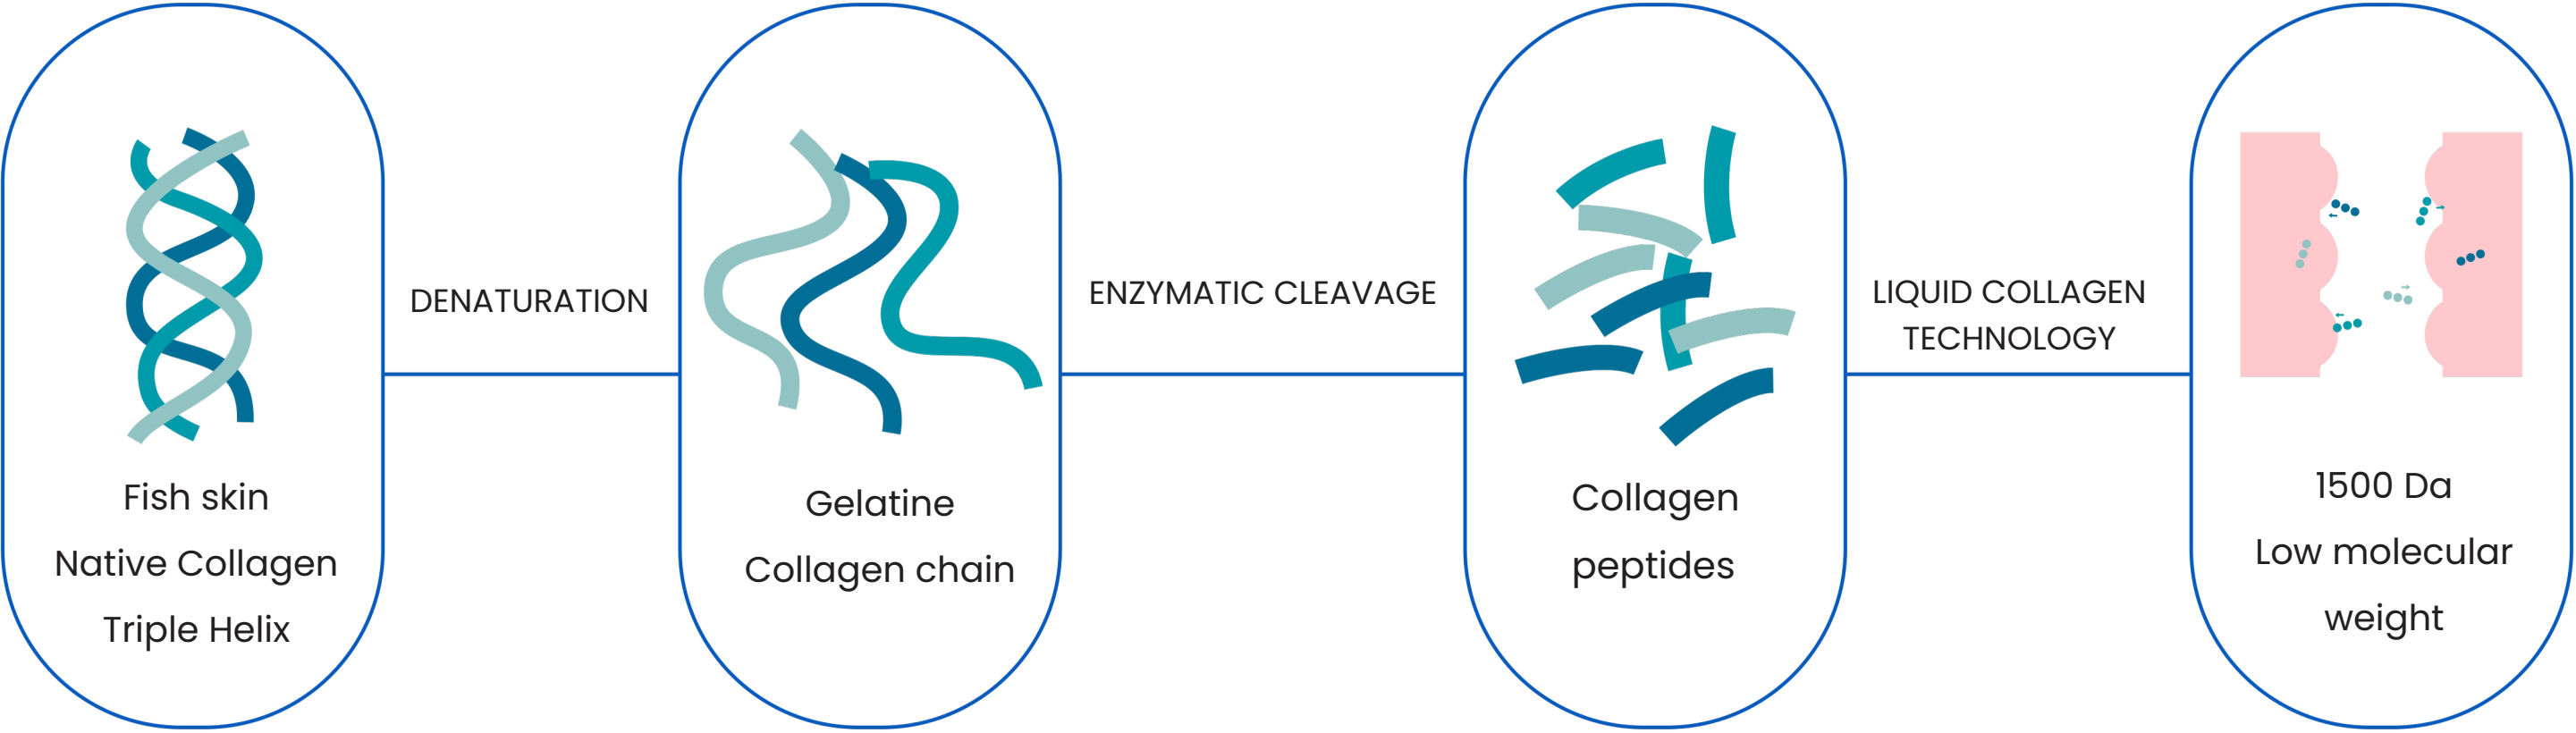 Fish skin
Native Collagen
Triple Helix
DENATURATION
Gelatine
Collagen chain
ENZYMATIC CLEAVAGE
Collagen
peptides
LIQUID COLLAGEN
TECHNOLOGY
1500 Da
Low molecular
weight